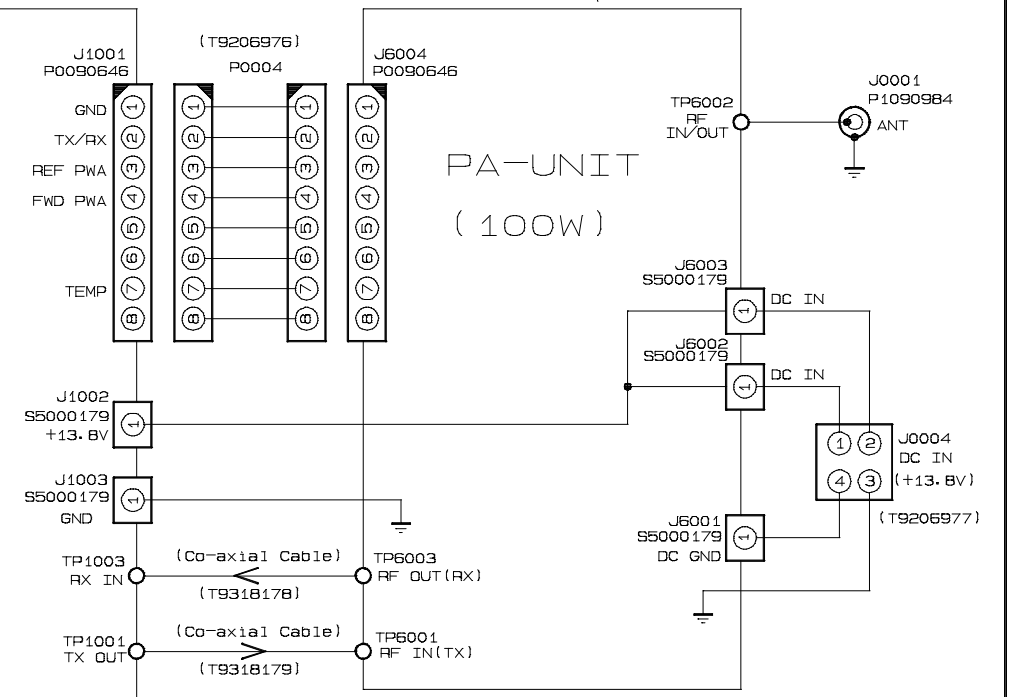 J1001
P0090646
(T9206976)
P0004
J6004
P0090646
GND
TX/RX
REF PWA
FWD PWA
TEMP
1 2 3 4 5 6 7 8
1 2 3 4 5 6 7 8
1 2 3 4 5 6 7 8
1 2 3 4 5 6 7 8
PA-UNIT
(100W)
TP6002
RF
IN/OUT
J0001
P1090984
ANT
J6003
S5000179
1
DC IN
J6002
S5000179
1
DC IN
J1002
S5000179
+13.8V
1
J1003
S5000179
GND
1
1 2
4 3
J0004
DC IN
(+13.8V)
(T9206977)
J6001
S5000179
DC GND
1
TP1003
RX IN
(Co-axial Cable)
(T9318178)
TP6003
RF OUT(RX)
TP1001
TX OUT
(Co-axial Cable)
(T9318179)
TP6001
RF IN(TX)